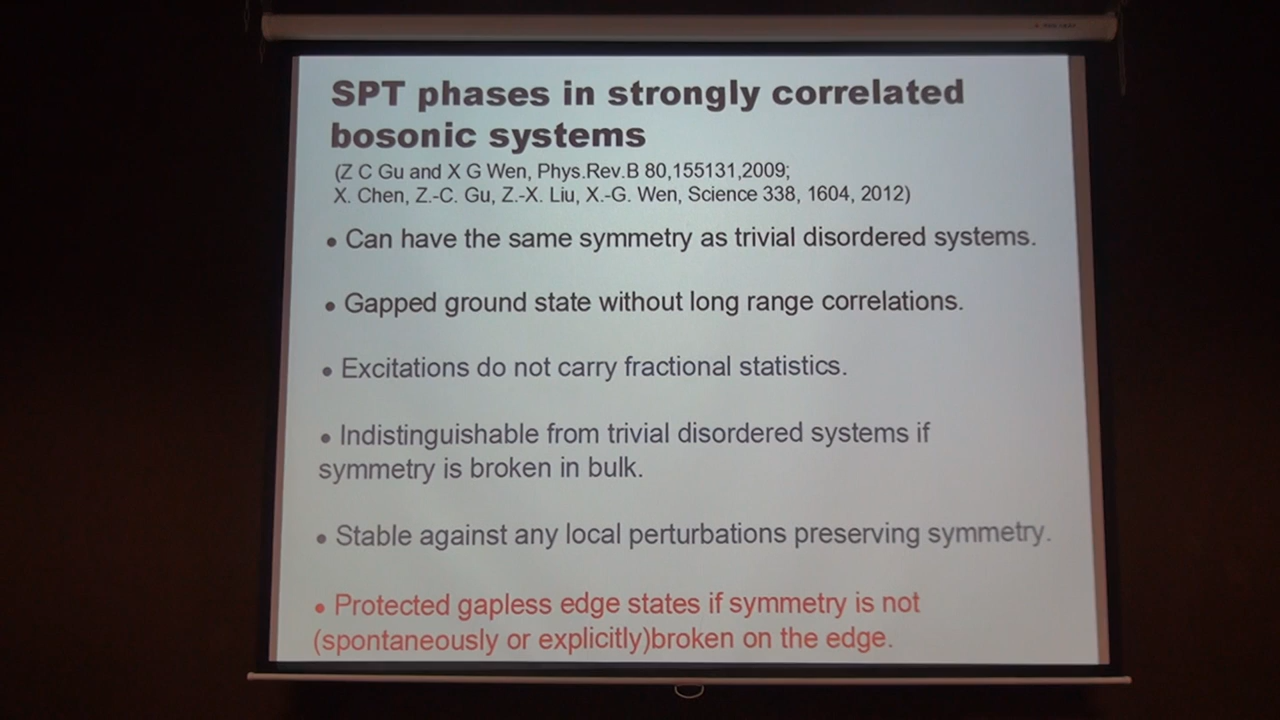 SPT phases in strongly correlated
bosonic systems
(Z C Gu and X G Wen, Phys.Rev.B 80,155131,2009;
X. Chen, Z.-C. Gu, Z.-X. Liu, X.-G. Wen, Science 338, 1604, 2012)
• Can have the same symmetry as trivial disordered systems.
• Gapped ground state without long range correlations.
• Excitations do not carry fractional statistics.
• Indistinguishable from trivial disordered systems if
symmetry is broken in bulk.
• Stable against any local perturbations preserving symmetry.
• Protected gapless edge states if symmetry is not
(spontaneously or explicitly)broken on the edge.